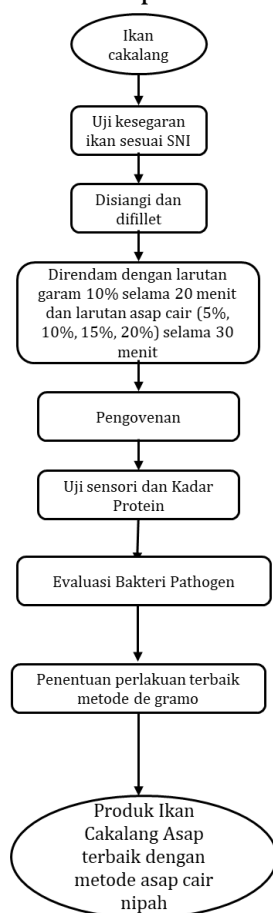 Ikan
cakalang
Uji kesegaran
ikan sesuai SNI
Disiangi dan
difillet
Direndam dengan larutan
garam 10% selama 20 menit
dan larutan asap cair (5%,
10%, 15%, 20%) selama 30
menit
Pengovenan
Uji sensori dan Kadar
Protein
Evaluasi Bakteri Pathogen
Penentuan perlakuan terbaik
metode de gramo
Produk Ikan
Cakalang Asap
terbaik dengan
metode asap cair
nipah